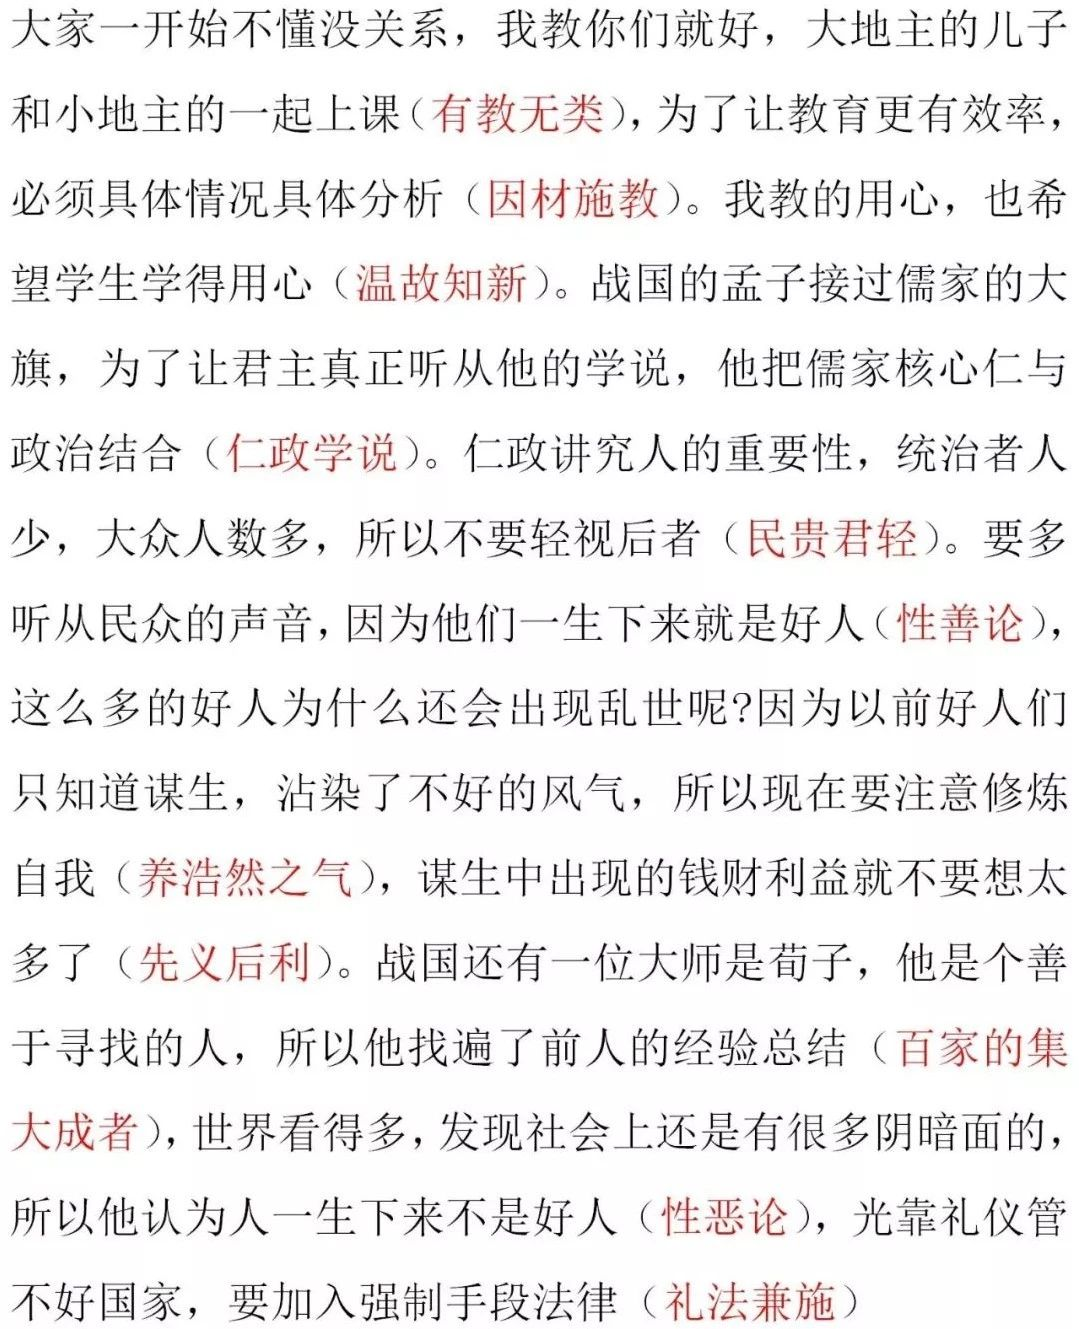 大家一开始不懂没关系，我教你们就好，大地主的儿子
和小地主的一起上课（有教无类），为了让教育更有效率，
必须具体情况具体分析（因材施教）。我教的用心，也希
望学生学得用心（温故知新）。战国的孟子接过儒家的大
旗，为了让君主真正听从他的学说，他把儒家核心仁与
政治结合（仁政学说）。仁政讲究人的重要性，统治者人
少，大众人数多，所以不要轻视后者（民贵君轻）。要多
听从民众的声音，因为他们一生下来就是好人（性善论），
这么多的好人为什么还会出现乱世呢?因为以前好人们
只知道谋生，沾染了不好的风气，所以现在要注意修炼
自我（养浩然之气），谋生中出现的钱财利益就不要想太
多了（先义后利）。战国还有一位大师是荀子，他是个善
于寻找的人，所以他找遍了前人的经验总结（百家的集
大成者），世界看得多，发现社会上还是有很多阴暗面的，
所以他认为人一生下来不是好人（性恶论），光靠礼仪管
不好国家，要加入强制手段法律（礼法兼施）